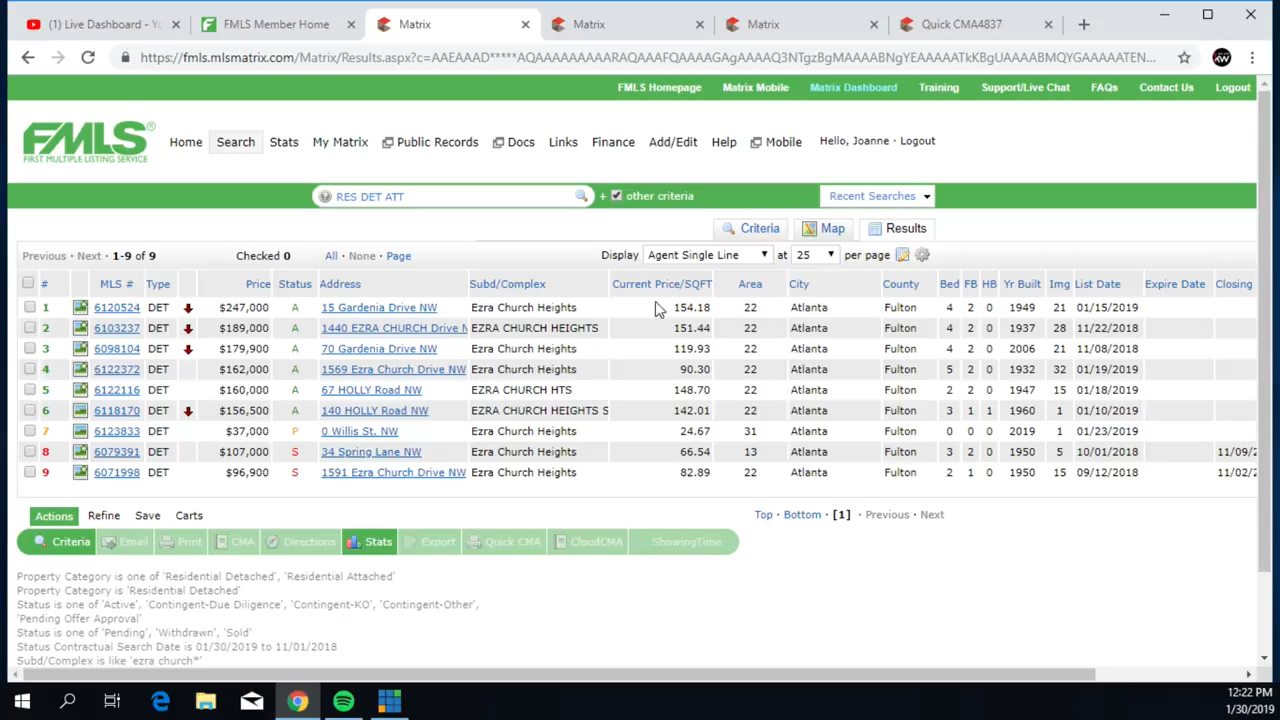 (1) Live Dashboard - Yo
FMLS Member Home
Matrix
Matrix
Matrix
Quick CMA4837
https://fmls.mlsmatrix.com/Matrix/Results.aspx?c=AAEAAAD*****AQAAAAAAAAARAQAAAFQAAAAGAgAAAAQ3NTgzBgMAAAABNgYEAAAAATkKBgUAAAABMQYGAAAAATEN...
KW
FMLS Homepage Matrix Mobile Matrix Dashboard Training Support/Live Chat FAQs Contact Us Logout
FMLS®
FIRST MULTIPLE LISTING SERVICE
Home Search Stats My Matrix Public Records Docs Links Finance Add/Edit Help Mobile Hello, Joanne · Logout
RES DET ATT + other criteria Recent Searches
Criteria Map Results
Previous · Next · 1-9 of 9 Checked 0 All · None · Page Display Agent Single Line at 25 per page
# MLS # Type Price Status Address Subd/Complex Current Price/SQFT Area City County Bed FB HB Yr Built Img List Date Expire Date Closing
1 6120524 DET $247,000 A 15 Gardenia Drive NW Ezra Church Heights 154.18 22 Atlanta Fulton 4 2 0 1949 21 01/15/2019
2 6103237 DET $189,000 A 1440 EZRA CHURCH Drive N EZRA CHURCH HEIGHTS 151.44 22 Atlanta Fulton 4 2 0 1937 28 11/22/2018
3 6098104 DET $179,900 A 70 Gardenia Drive NW Ezra Church Heights 119.93 22 Atlanta Fulton 4 2 0 2006 21 11/08/2018
4 6122372 DET $162,000 A 1569 Ezra Church Drive NW Ezra Church Heights 90.30 22 Atlanta Fulton 5 2 0 1932 32 01/19/2019
5 6122116 DET $160,000 A 67 HOLLY Road NW EZRA CHURCH HTS 148.70 22 Atlanta Fulton 2 2 0 1947 15 01/18/2019
6 6118170 DET $156,500 A 140 HOLLY Road NW EZRA CHURCH HEIGHTS S 142.01 22 Atlanta Fulton 3 1 1 1960 1 01/10/2019
7 6123833 DET $37,000 P 0 Willis St. NW Ezra Church Heights 24.67 31 Atlanta Fulton 0 0 0 2019 1 01/23/2019
8 6079391 DET $107,000 S 34 Spring Lane NW Ezra Church Heights 66.54 13 Atlanta Fulton 3 2 0 1950 5 10/01/2018 11/09/2
9 6071998 DET $96,900 S 1591 Ezra Church Drive NW Ezra Church Heights 82.89 22 Atlanta Fulton 2 1 0 1950 15 09/12/2018 11/02/2
Actions Refine Save Carts Top · Bottom · [1] · Previous · Next
Criteria Email Print CMA Directions Stats Export Quick CMA CloudCMA ShowingTime
Property Category is one of 'Residential Detached', 'Residential Attached'
Property Category is 'Residential Detached'
Status is one of 'Active', 'Contingent-Due Diligence', 'Contingent-KO', 'Contingent-Other',
'Pending Offer Approval'
Status is one of 'Pending', 'Withdrawn', 'Sold'
Status Contractual Search Date is 01/30/2019 to 11/01/2018
Subd/Complex is like 'ezra church*'
12:22 PM
1/30/2019